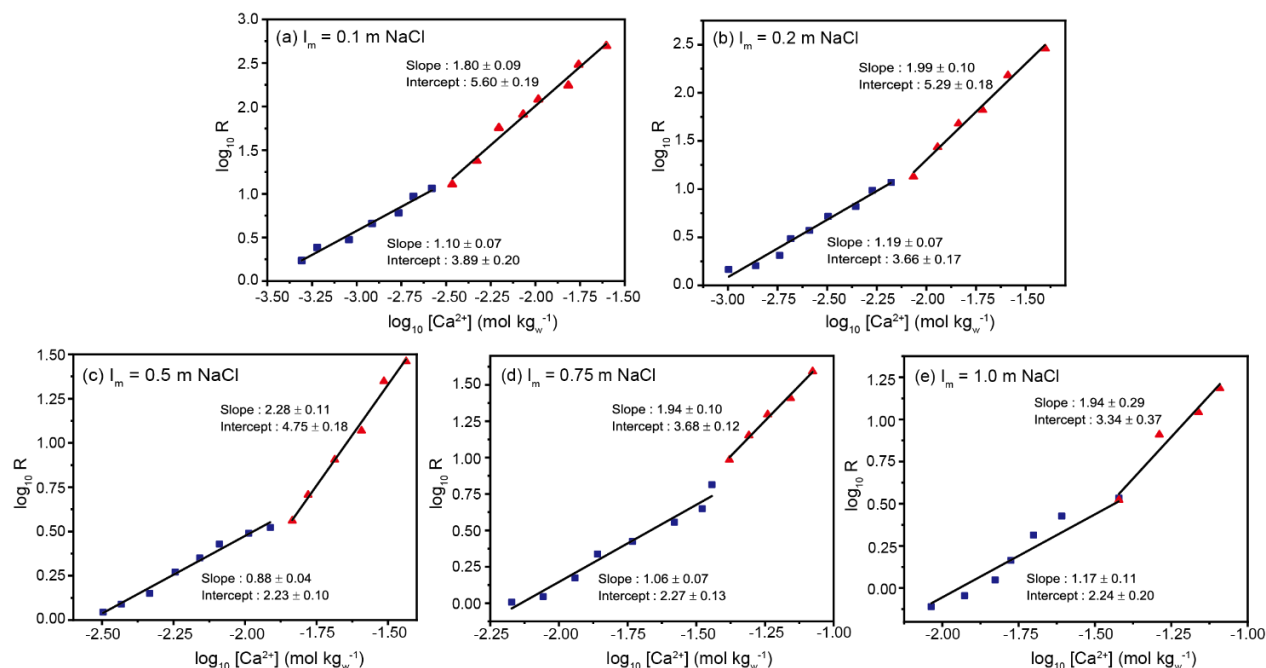 (a) Iₘ = 0.1 m NaCl
Slope : 1.80 ± 0.09
Intercept : 5.60 ± 0.19
Slope : 1.10 ± 0.07
Intercept : 3.89 ± 0.20
log₁₀ R
3.0
2.5
2.0
1.5
1.0
0.5
0.0
-3.50 -3.25 -3.00 -2.75 -2.50 -2.25 -2.00 -1.75 -1.50
log₁₀ [Ca²⁺] (mol kg_w⁻¹)
(b) Iₘ = 0.2 m NaCl
Slope : 1.99 ± 0.10
Intercept : 5.29 ± 0.18
Slope : 1.19 ± 0.07
Intercept : 3.66 ± 0.17
log₁₀ R
2.5
2.0
1.5
1.0
0.5
0.0
-3.00 -2.75 -2.50 -2.25 -2.00 -1.75 -1.50
log₁₀ [Ca²⁺] (mol kg_w⁻¹)
(c) Iₘ = 0.5 m NaCl
Slope : 2.28 ± 0.11
Intercept : 4.75 ± 0.18
Slope : 0.88 ± 0.04
Intercept : 2.23 ± 0.10
log₁₀ R
1.50
1.25
1.00
0.75
0.50
0.25
0.00
-2.50 -2.25 -2.00 -1.75 -1.50
log₁₀ [Ca²⁺] (mol kg_w⁻¹)
(d) Iₘ = 0.75 m NaCl
Slope : 1.94 ± 0.10
Intercept : 3.68 ± 0.12
Slope : 1.06 ± 0.07
Intercept : 2.27 ± 0.13
log₁₀ R
1.50
1.25
1.00
0.75
0.50
0.25
0.00
-2.25 -2.00 -1.75 -1.50 -1.25 -1.00
log₁₀ [Ca²⁺] (mol kg_w⁻¹)
(e) Iₘ = 1.0 m NaCl
Slope : 1.94 ± 0.29
Intercept : 3.34 ± 0.37
Slope : 1.17 ± 0.11
Intercept : 2.24 ± 0.20
log₁₀ R
1.25
1.00
0.75
0.50
0.25
0.00
-2.00 -1.75 -1.50 -1.25 -1.00
log₁₀ [Ca²⁺] (mol kg_w⁻¹)